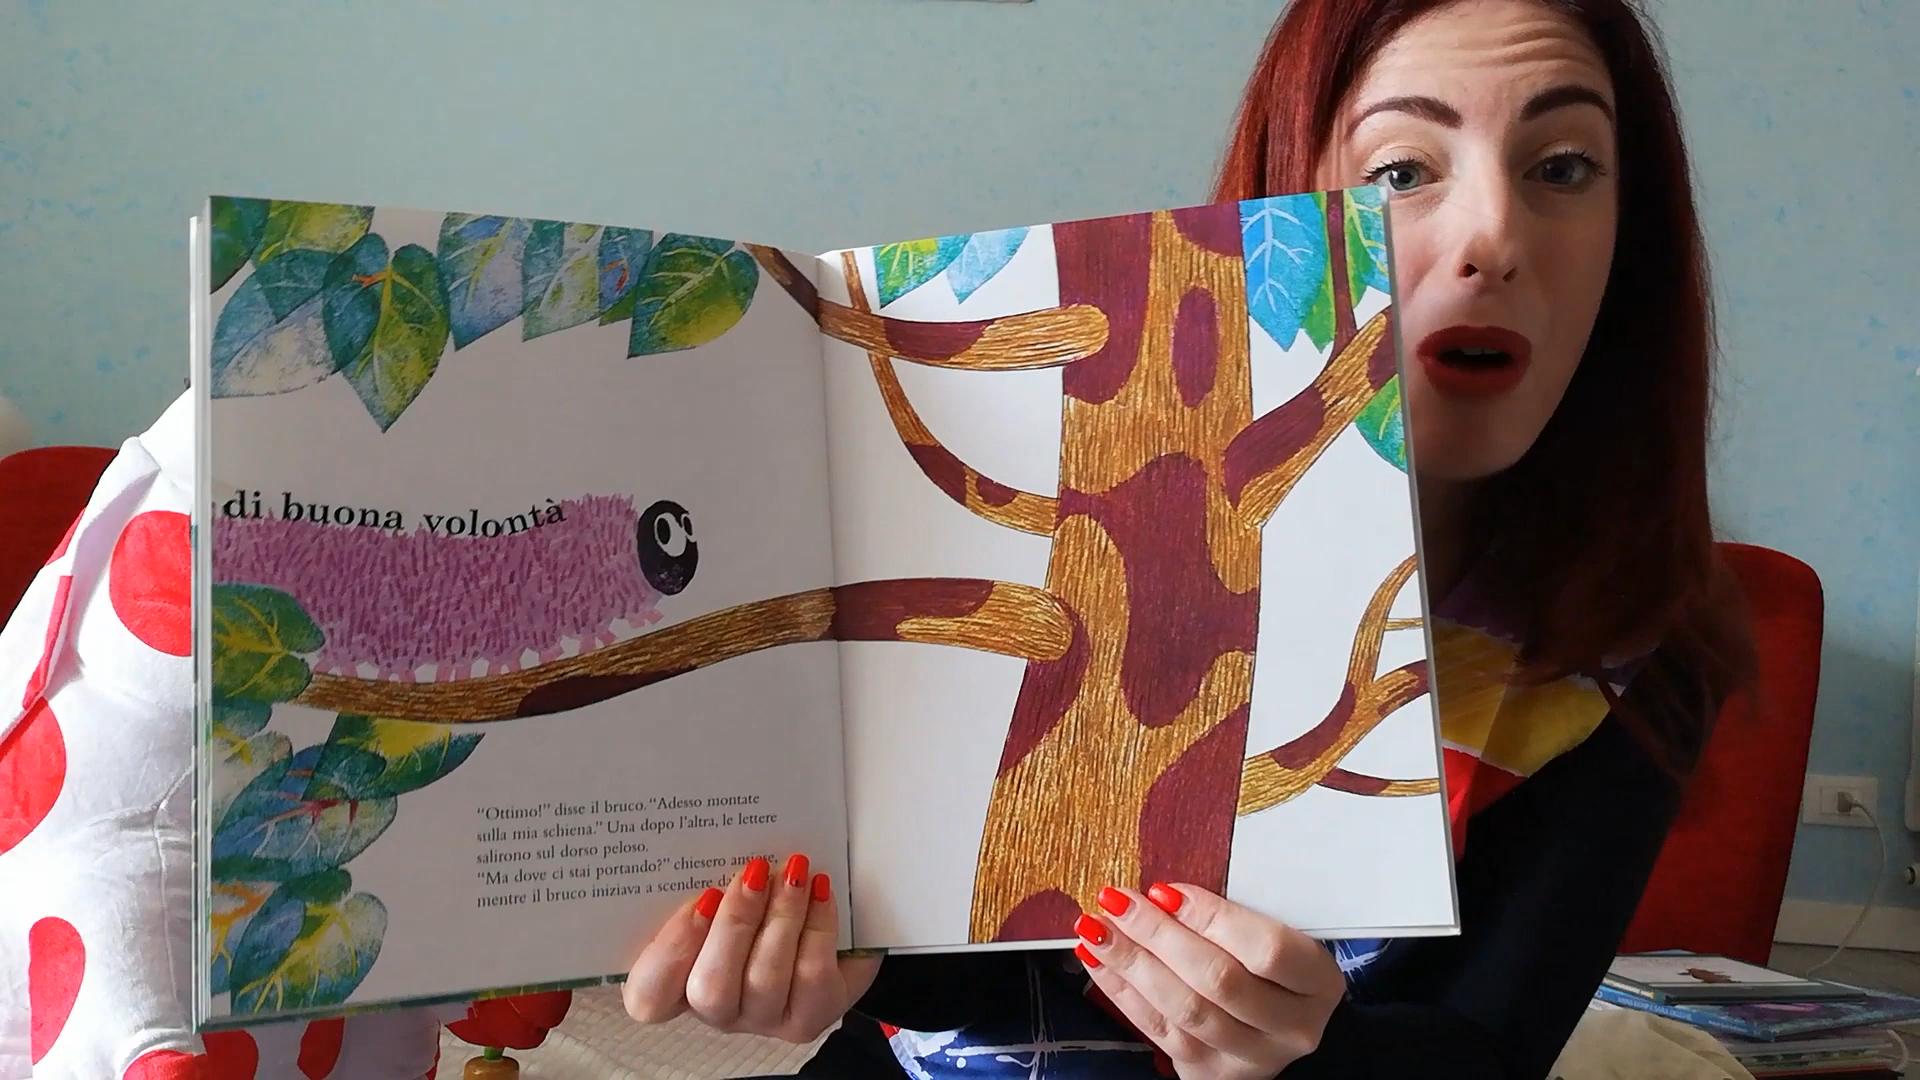 di buona volontà
“Ottimo!” disse il bruco. “Adesso montate
sulla mia schiena.” Una dopo l’altra, le lettere
salirono sul dorso peloso.
“Ma dove ci stai portando?” chiesero ansiose,
mentre il bruco iniziava a scendere